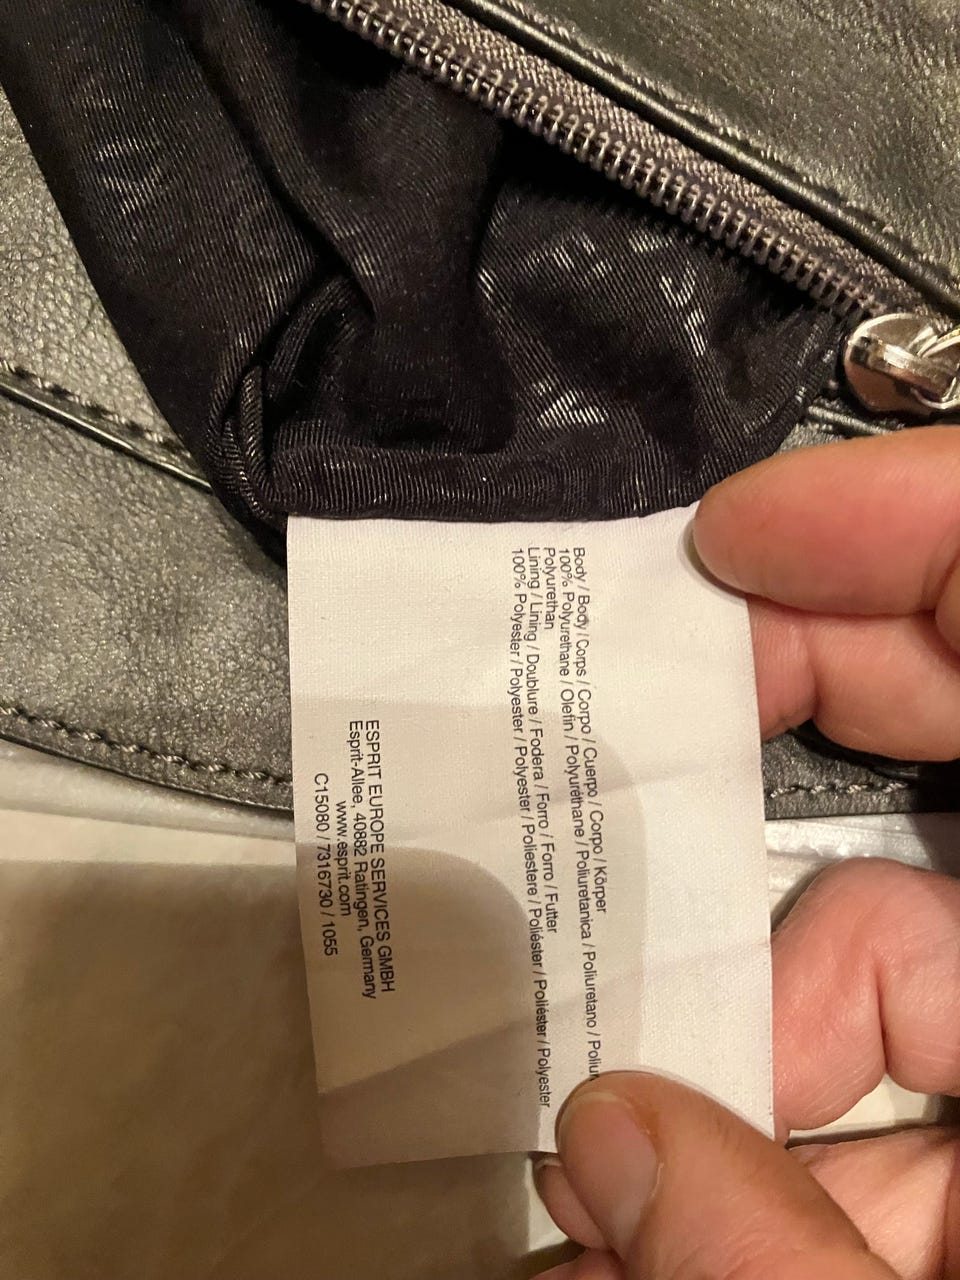 Body / Body / Corps / Corpo / Cuerpo / Corpo / Körper
100% Polyurethane / Olefin / Polyuréthane / Poliuretanica / Poliuretano /
Polyurethan
Lining / Lining / Doublure / Fodera / Forro / Forro / Futter
100% Polyester / Polyester / Polyester / Poliestere / Poliéster / Poliéster / Polyester
ESPRIT EUROPE SERVICES GMBH
Esprit-Allee, 40882 Ratingen, Germany
www.esprit.com
C15080 / 7316730 / 1055